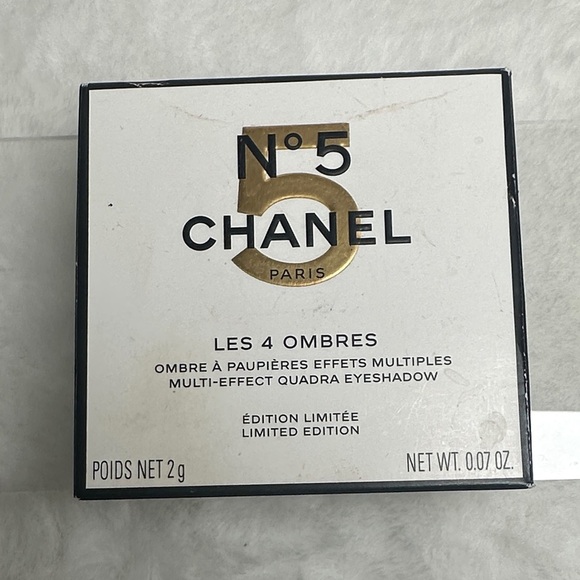 5
N°5
CHANEL
PARIS
LES 4 OMBRES
OMBRE À PAUPIÈRES EFFETS MULTIPLES
MULTI-EFFECT QUADRA EYESHADOW
ÉDITION LIMITÉE
LIMITED EDITION
POIDS NET 2 g NET WT. 0.07 OZ.